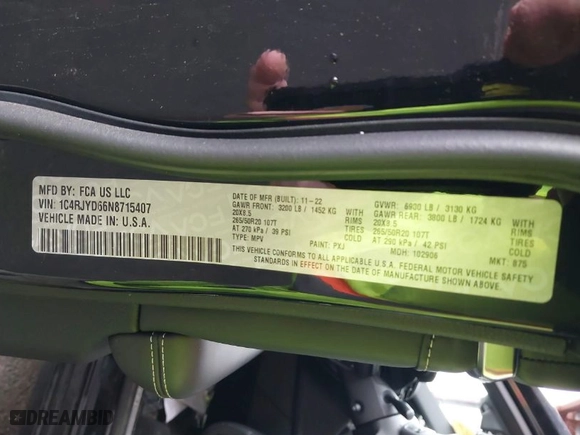 MFD BY: FCA US LLC
VIN: 1C4RJYD66N8715407
VEHICLE MADE IN U.S.A.
DATE OF MFR (BUILT): 11-22 GVWR: 6900 LB / 3130 KG
GAWR FRONT: 3200 LB / 1452 KG WITH GAWR REAR: 3800 LB / 1724 KG WITH
20X8.5 RIMS 20X8.5 RIMS
265/50R20 107T TIRES 265/50R20 107T TIRES
AT 270 kPa / 39 PSI COLD AT 290 kPa / 42 PSI COLD
TYPE: MPV PAINT: PXJ MDH: 102906 MKT: 875
THIS VEHICLE CONFORMS TO ALL APPLICABLE U.S.A. FEDERAL MOTOR VEHICLE SAFETY
STANDARDS IN EFFECT ON THE DATE OF MANUFACTURE SHOWN ABOVE.
DREAMBID